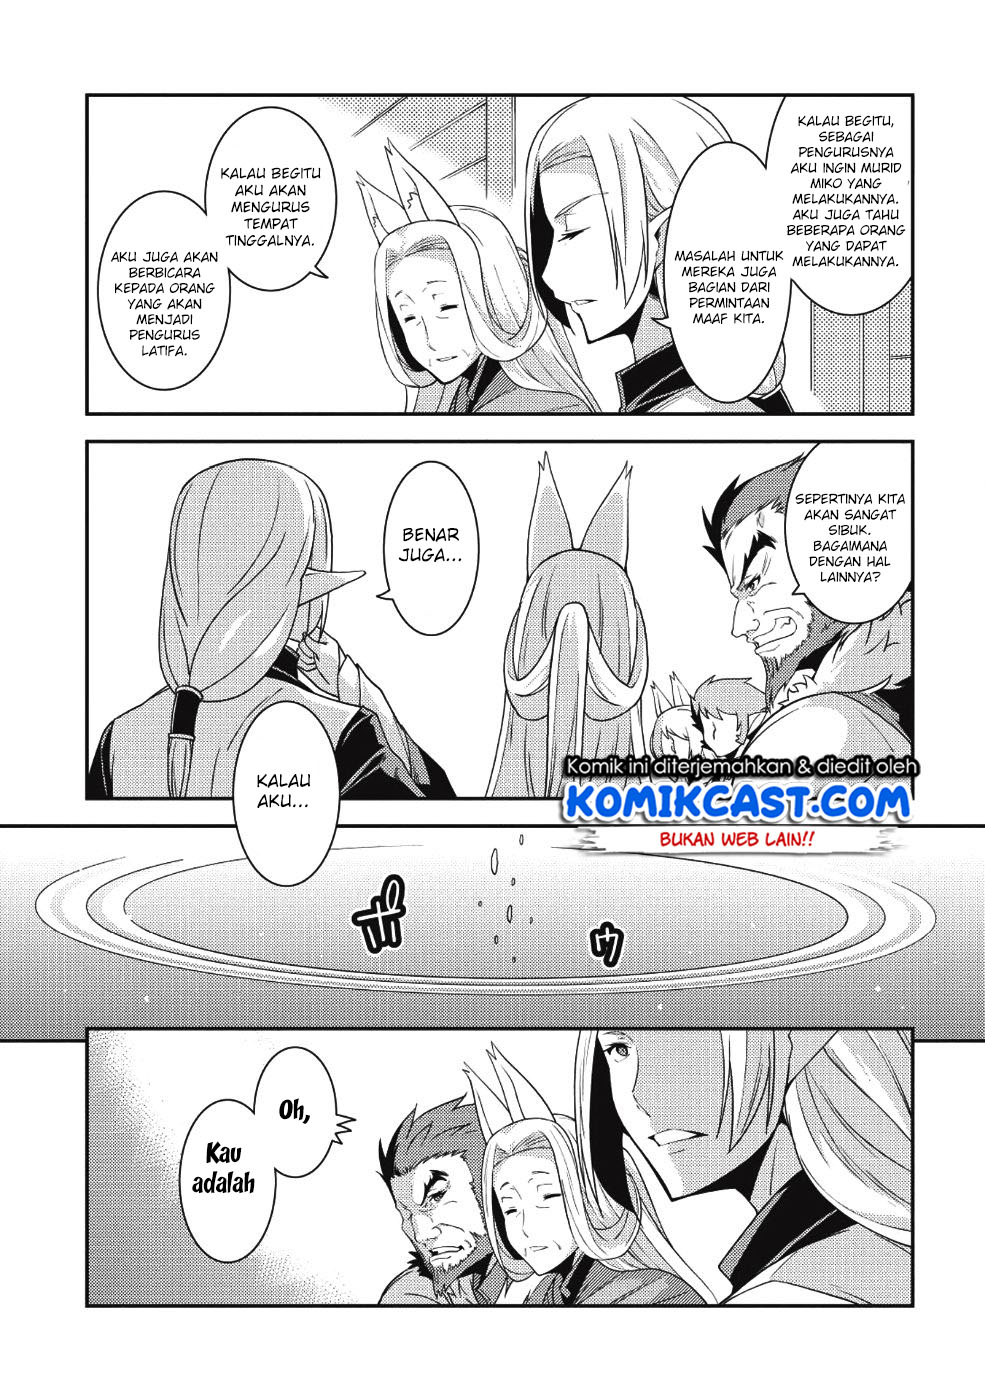 KALAU BEGITU,
SEBAGAI
PENGURUSNYA
AKU INGIN MURID
MIKO YANG
MELAKUKANNYA.
AKU JUGA TAHU
BEBERAPA ORANG
YANG DAPAT
MELAKUKANNYA.
MASALAH UNTUK
MEREKA JUGA
BAGIAN DARI
PERMINTAAN
MAAF KITA.
KALAU BEGITU
AKU AKAN
MENGURUS
TEMPAT
TINGGALNYA.
AKU JUGA AKAN
BERBICARA
KEPADA ORANG
YANG AKAN
MENJADI
PENGURUS
LATIFA.
SEPERTINYA KITA
AKAN SANGAT
SIBUK.
BAGAIMANA
DENGAN HAL
LAINNYA?
BENAR
JUGA...
KALAU
AKU...
Komik ini diterjemahkan & diedit oleh
KOMIKCAST.COM
BUKAN WEB LAIN!!
ポウ
Oh,
Kau
adalah